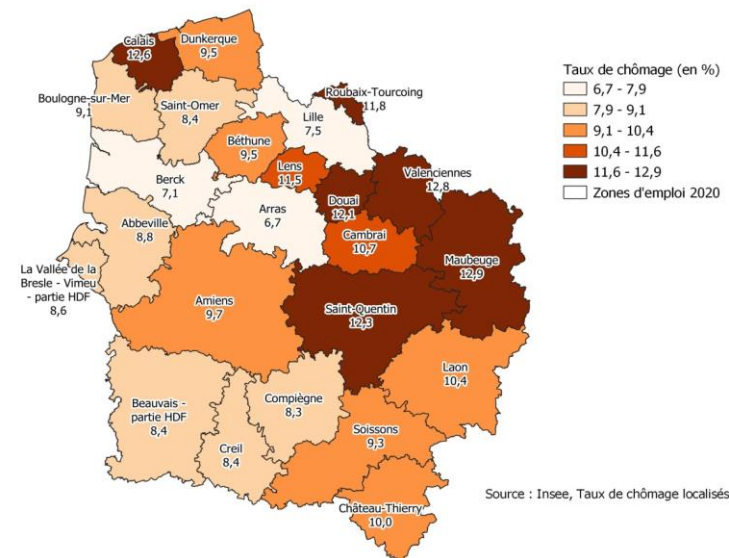 Calais
12,6
Dunkerque
9,5
Boulogne-sur-Mer
9,1
Saint-Omer
8,4
Lille
7,5
Roubaix-Tourcoing
11,8
Béthune
9,5
Lens
11,5
Berck
7,1
Arras
6,7
Douai
12,1
Valenciennes
12,8
Abbeville
8,8
Cambrai
10,7
Maubeuge
12,9
La Vallée de la
Bresle - Vimeu
- partie HDF
8,6
Amiens
9,7
Saint-Quentin
12,3
Laon
10,4
Beauvais -
partie HDF
8,4
Compiègne
8,3
Creil
8,4
Soissons
9,3
Château-Thierry
10,0
Taux de chômage (en %)
6,7 - 7,9
7,9 - 9,1
9,1 - 10,4
10,4 - 11,6
11,6 - 12,9
Zones d'emploi 2020
Source : Insee, Taux de chômage localisés